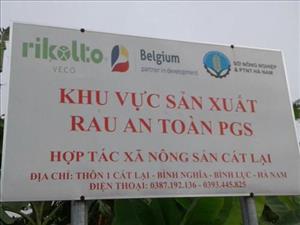 rikolto
VECO
Belgium
partner in development
SỞ NÔNG NGHIỆP
& PTNT HÀ NAM
KHU VỰC SẢN XUẤT
RAU AN TOÀN PGS
HỢP TÁC XÃ NÔNG SẢN CÁT LẠI
ĐỊA CHỈ: THÔN 1 CÁT LẠI - BÌNH NGHĨA - BÌNH LỤC - HÀ NAM
ĐIỆN THOẠI: 0387.192.136 - 0393.445.825